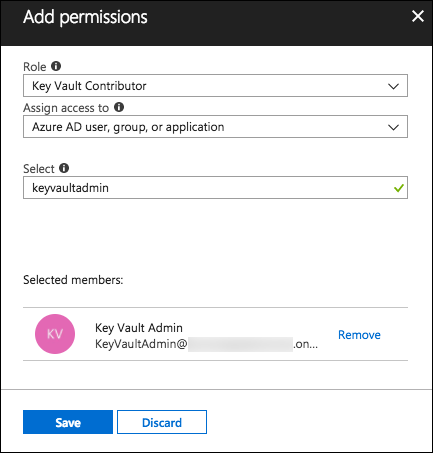 Add permissions
Role
Key Vault Contributor
Assign access to
Azure AD user, group, or application
Select
keyvaultadmin
Selected members:
KV
Key Vault Admin
KeyVaultAdmin@ .on...
Remove
Save
Discard